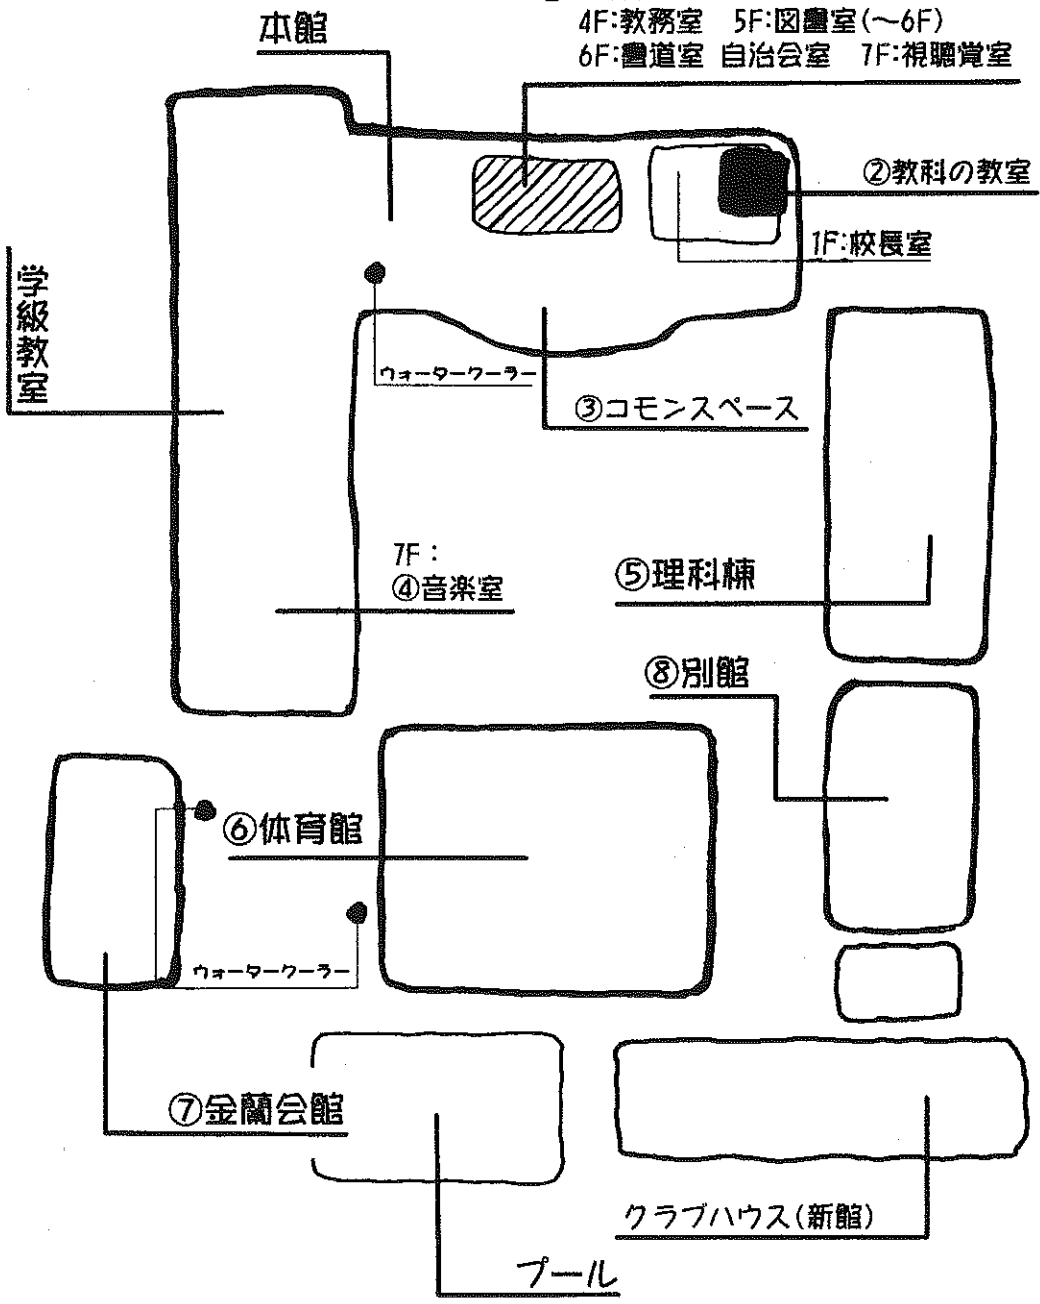 本館
4F:教務室 5F:図書室(～6F)
6F:書道室 自治会室 7F:視聴覚室
②教科の教室
1F:校長室
学級教室
ウォータークーラー
③コモンスペース
7F:
④音楽室
⑤理科棟
⑧別館
⑥体育館
ウォータークーラー
⑦金蘭会館
クラブハウス(新館)
プール